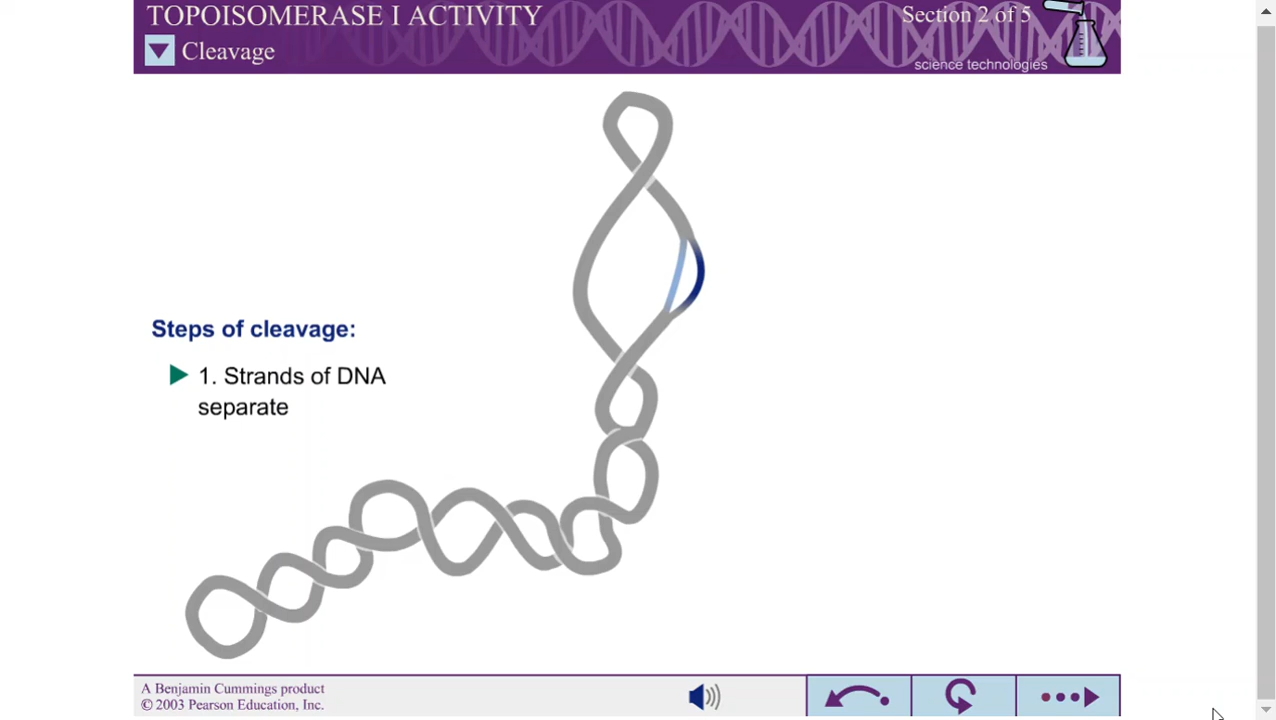 TOPOISOMERASE I ACTIVITY
Section 2 of 5
Cleavage
science technologies
Steps of cleavage:
1. Strands of DNA
separate
A Benjamin Cummings product
© 2003 Pearson Education, Inc.